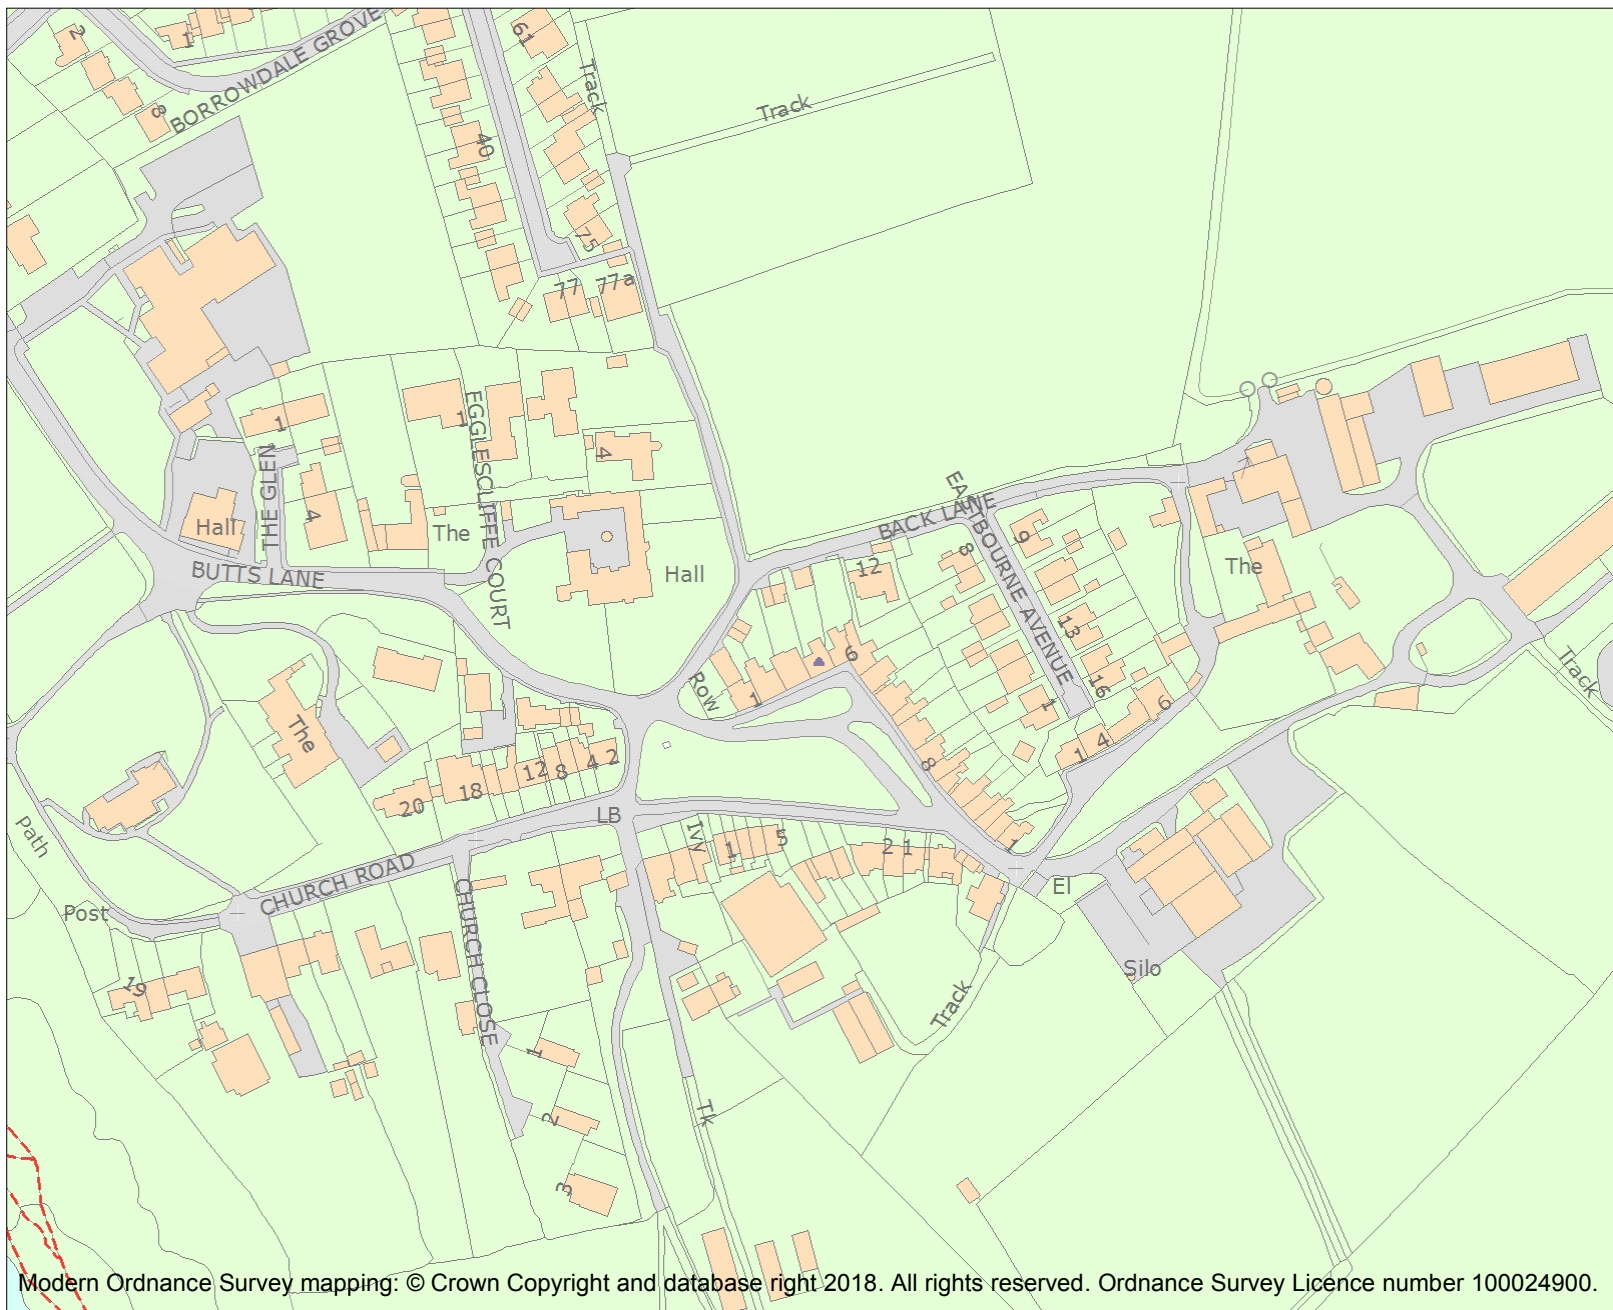 2
1
61
BORROWDALE GROVE
8
Track
Track
40
75
77
77a
1
1
EGGLESCLIFFE COURT
4
THE GLEN
4
Hall
The
Hall
BUTTS LANE
BACK LANE
EASTBOURNE AVENUE
8
9
12
13
16
1
The
Track
6
Row
1
The
6
1 4
8
20
18
12
8
4
2
LB
Ivy
1
5
2 1
1
El
Path
CHURCH ROAD
Post
CHURCH CLOSE
19
Silo
Track
1
2
Tk
3
Modern Ordnance Survey mapping: © Crown Copyright and database right 2018. All rights reserved. Ordnance Survey Licence number 100024900.